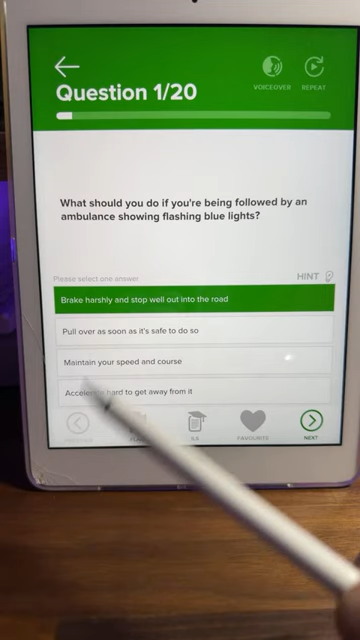 Question 1/20
VOICEOVER
REPEAT
What should you do if you're being followed by an
ambulance showing flashing blue lights?
Please select one answer
HINT
Brake harshly and stop well out into the road
Pull over as soon as it's safe to do so
Maintain your speed and course
Accelerate hard to get away from it
FAVOURITE
NEXT